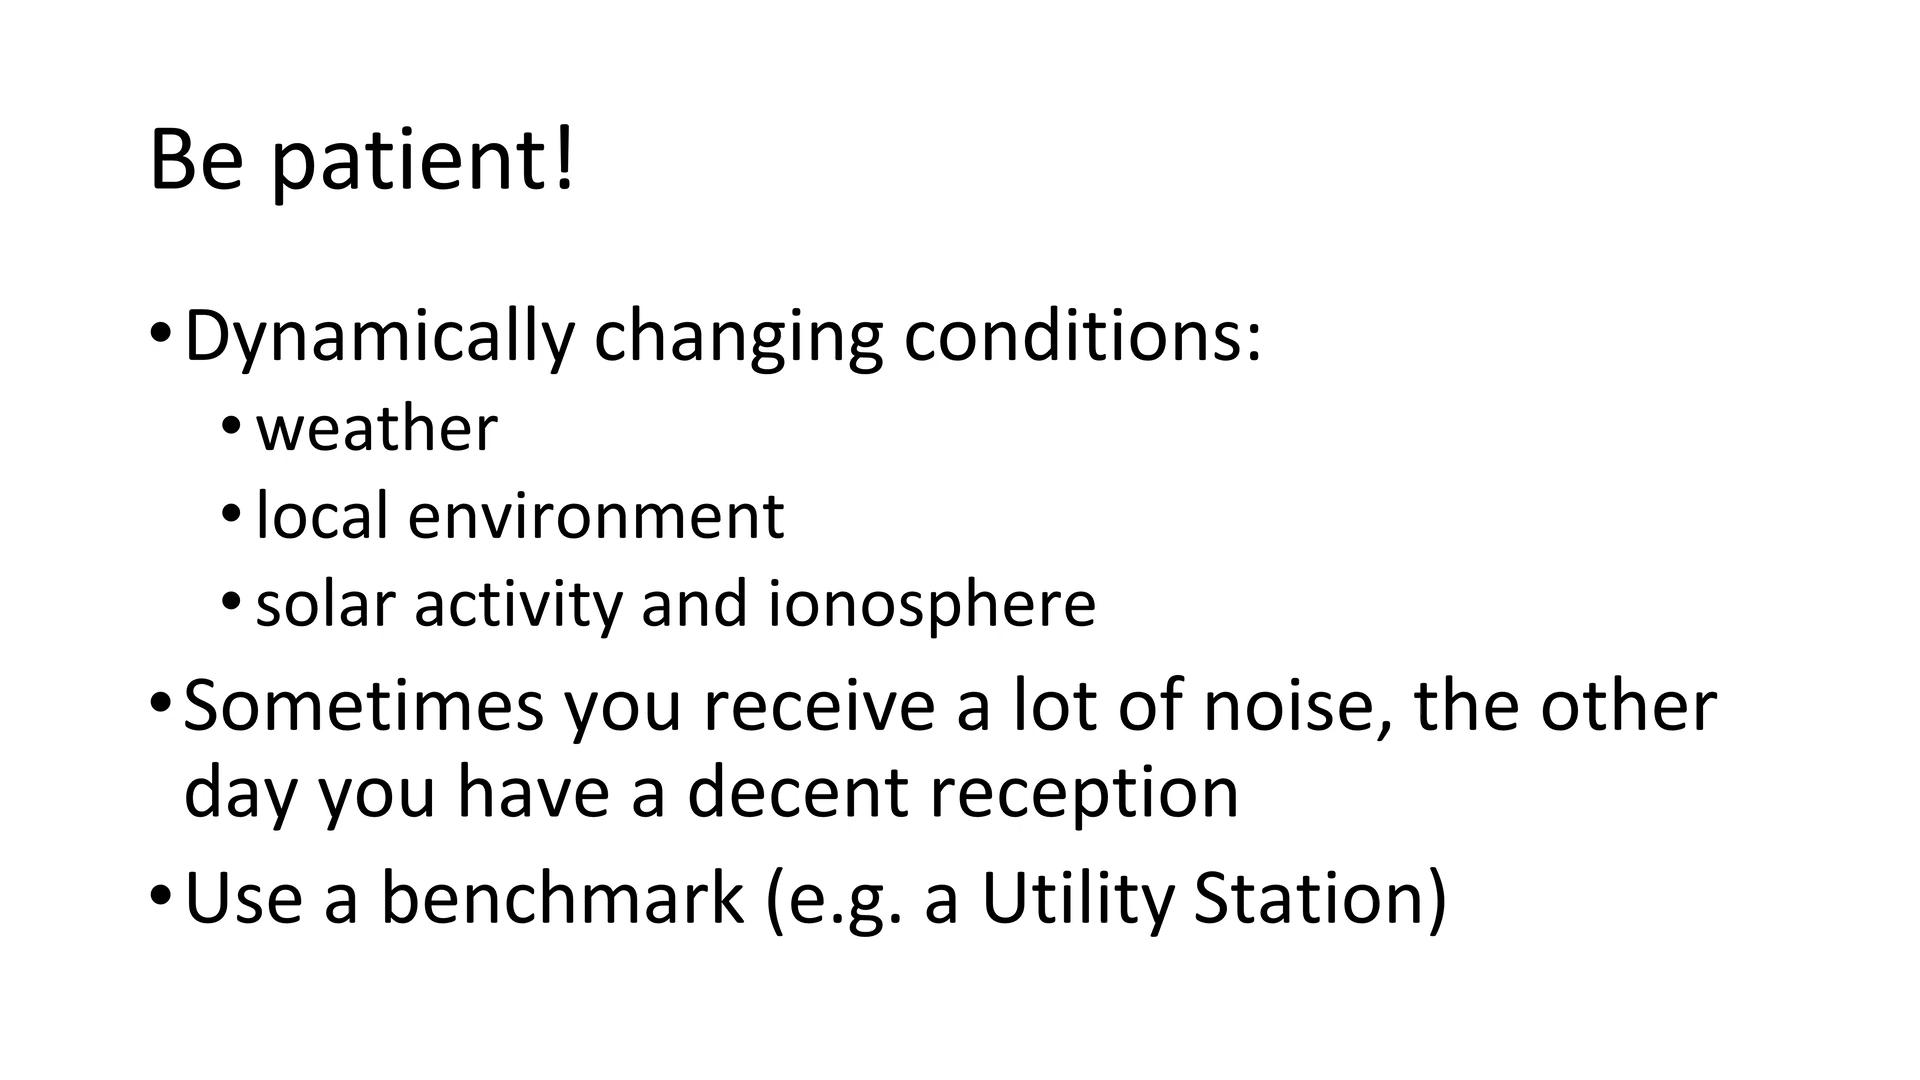 Be patient!
• Dynamically changing conditions:
• weather
• local environment
• solar activity and ionosphere
• Sometimes you receive a lot of noise, the other
day you have a decent reception
• Use a benchmark (e.g. a Utility Station)